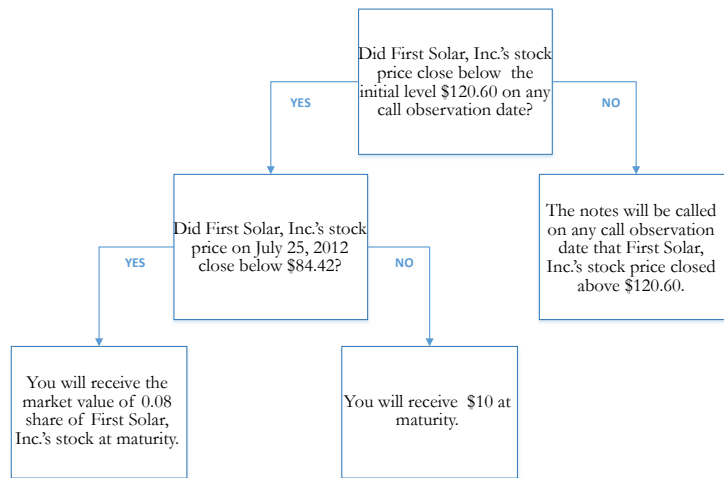 Did First Solar, Inc.'s stock
price close below the
initial level $120.60 on any
call observation date?
YES
NO
Did First Solar, Inc.'s stock
price on July 25, 2012
close below $84.42?
The notes will be called
on any call observation
date that First Solar,
Inc.'s stock price closed
above $120.60.
YES
NO
You will receive the
market value of 0.08
share of First Solar,
Inc.'s stock at maturity.
You will receive $10 at
maturity.